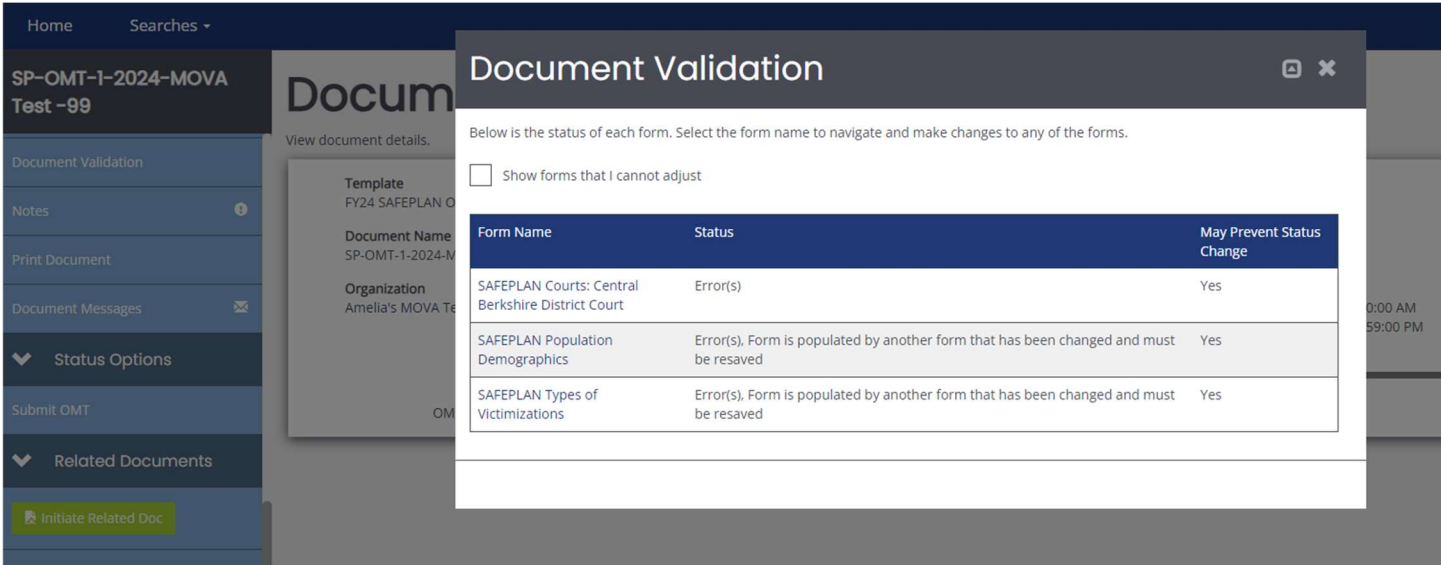 Home
Searches
SP-OMT-1-2024-MOVA
Test -99
Document Validation
Notes
Print Document
Document Messages
Status Options
Submit OMT
Related Documents
Initiate Related Doc
Docum
View document details.
Template
FY24 SAFEPLAN O
Document Name
SP-OMT-1-2024-M
Organization
Amelia's MOVA Te
OM
Document Validation
Below is the status of each form. Select the form name to navigate and make changes to any of the forms.
Show forms that I cannot adjust
Form Name Status May Prevent Status
Change
SAFEPLAN Courts: Central Error(s) Yes
Berkshire District Court
SAFEPLAN Population Error(s), Form is populated by another form that has been changed and must Yes
Demographics be resaved
SAFEPLAN Types of Error(s), Form is populated by another form that has been changed and must Yes
Victimizations be resaved
0:00 AM
59:00 PM